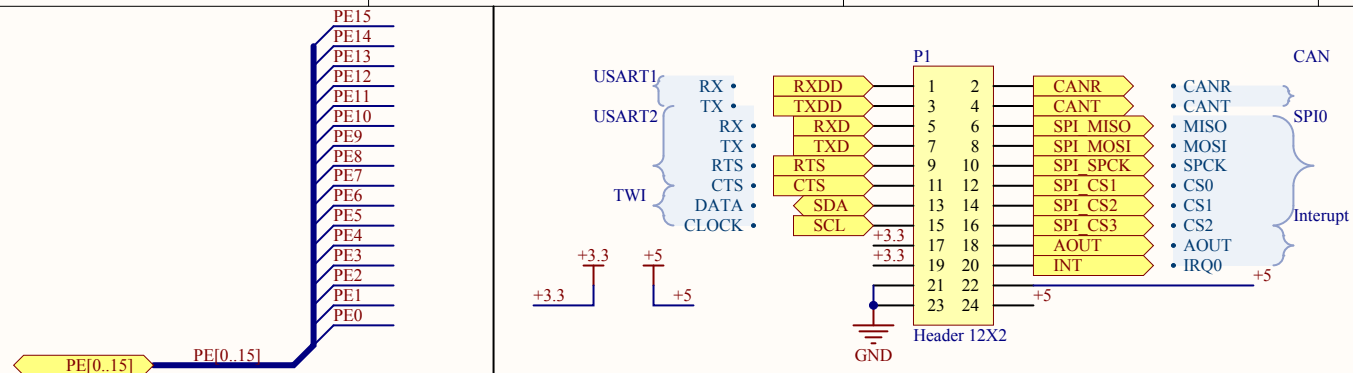 PE15
PE14
PE13
PE12
PE11
PE10
PE9
PE8
PE7
PE6
PE5
PE4
PE3
PE2
PE1
PE0
PE[0..15]
PE[0..15]
P1
CAN
USART1
RX RXDD 1 2 CANR CANR
TX TXDD 3 4 CANT CANT
USART2 SPI0
RX RXD 5 6 SPI_MISO MISO
TX TXD 7 8 SPI_MOSI MOSI
RTS RTS 9 10 SPI_SPCK SPCK
CTS CTS 11 12 SPI_CS1 CS0
TWI
DATA SDA 13 14 SPI_CS2 CS1
Interupt
CLOCK SCL 15 16 SPI_CS3 CS2
+3.3 17 18 AOUT AOUT
+3.3 19 20 INT IRQ0
+3.3 +5
+5
21 22
+3.3 +5
23 24 +5
Header 12X2
GND